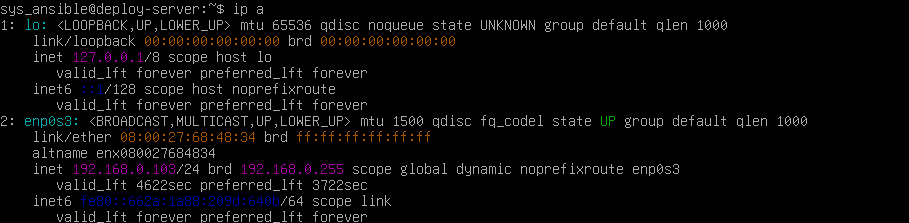 sys_ansible@deploy-server:~$ ip a
1: lo: <LOOPBACK,UP,LOWER_UP> mtu 65536 qdisc noqueue state UNKNOWN group default qlen 1000
    link/loopback 00:00:00:00:00:00 brd 00:00:00:00:00:00
    inet 127.0.0.1/8 scope host lo
       valid_lft forever preferred_lft forever
    inet6 ::1/128 scope host noprefixroute
       valid_lft forever preferred_lft forever
2: enp0s3: <BROADCAST,MULTICAST,UP,LOWER_UP> mtu 1500 qdisc fq_codel state UP group default qlen 1000
    link/ether 08:00:27:68:48:34 brd ff:ff:ff:ff:ff:ff
    altname enx080027684834
    inet 192.168.0.103/24 brd 192.168.0.255 scope global dynamic noprefixroute enp0s3
       valid_lft 4622sec preferred_lft 3722sec
    inet6 fe80::662a:1a88:209d:640b/64 scope link
       valid_lft forever preferred_lft forever